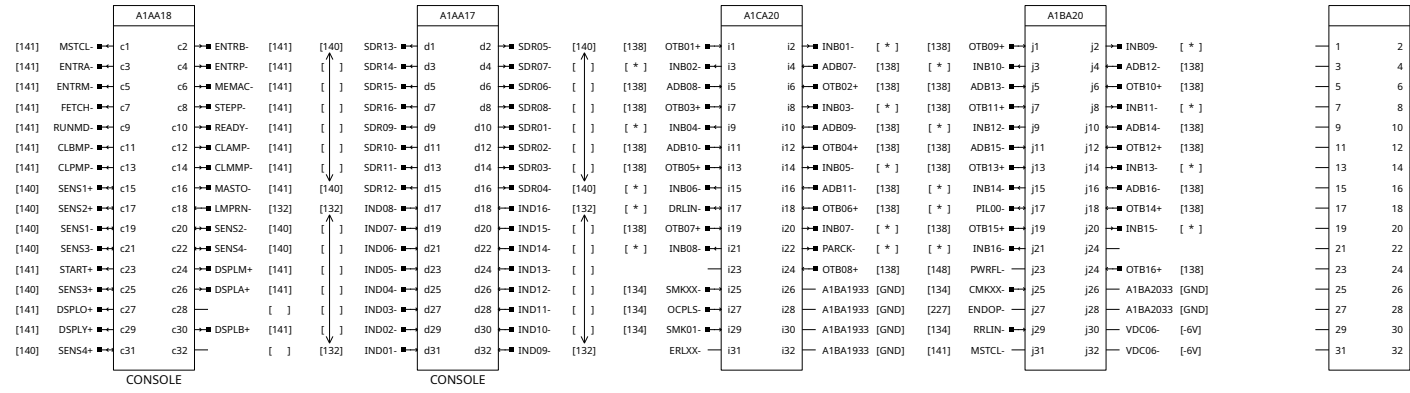 A1AA18 A1AA17 A1CA20 A1BA20
[141] MSTCL- c1 c2 ENTRB- [141] [140] SDR13- d1 d2 SDR05- [140] [138] OTB01+ i1 i2 INB01- [ * ] [138] OTB09+ j1 j2 INB09- [ * ] 1 2
[141] ENTRA- c3 c4 ENTRP- [141] [ ] SDR14- d3 d4 SDR07- [ ] [ * ] INB02- i3 i4 ADB07- [138] [ * ] INB10- j3 j4 ADB12- [138] 3 4
[141] ENTRM- c5 c6 MEMAC- [141] [ ] SDR15- d5 d6 SDR06- [ ] [138] ADB08- i5 i6 OTB02+ [138] [138] ADB13- j5 j6 OTB10+ [138] 5 6
[141] FETCH- c7 c8 STEPP- [141] [ ] SDR16- d7 d8 SDR08- [ ] [138] OTB03+ i7 i8 INB03- [ * ] [138] OTB11+ j7 j8 INB11- [ * ] 7 8
[141] RUNMD- c9 c10 READY- [141] [ ] SDR09- d9 d10 SDR01- [ ] [ * ] INB04- i9 i10 ADB09- [138] [ * ] INB12- j9 j10 ADB14- [138] 9 10
[141] CLBMP- c11 c12 CLAMP- [141] [ ] SDR10- d11 d12 SDR02- [ ] [138] ADB10- i11 i12 OTB04+ [138] [138] ADB15- j11 j12 OTB12+ [138] 11 12
[141] CLPMP- c13 c14 CLMMP- [141] [ ] SDR11- d13 d14 SDR03- [ ] [138] OTB05+ i13 i14 INB05- [ * ] [138] OTB13+ j13 j14 INB13- [ * ] 13 14
[140] SENS1+ c15 c16 MASTO- [141] [140] SDR12- d15 d16 SDR04- [140] [ * ] INB06- i15 i16 ADB11- [138] [ * ] INB14- j15 j16 ADB16- [138] 15 16
[140] SENS2+ c17 c18 LMPRN- [132] [132] IND08- d17 d18 IND16- [132] [ * ] DRLIN- i17 i18 OTB06+ [138] [ * ] PIL00- j17 j18 OTB14+ [138] 17 18
[140] SENS1- c19 c20 SENS2- [140] [ ] IND07- d19 d20 IND15- [ ] [138] OTB07+ i19 i20 INB07- [ * ] [138] OTB15+ j19 j20 INB15- [ * ] 19 20
[140] SENS3- c21 c22 SENS4- [140] [ ] IND06- d21 d22 IND14- [ ] [ * ] INB08- i21 i22 PARCK- [ * ] [ * ] INB16- j21 j24 21 22
[141] START+ c23 c24 DSPLM+ [141] [ ] IND05- d23 d24 IND13- [ ] i23 i24 OTB08+ [138] [148] PWRFL- j23 j24 OTB16+ [138] 23 24
[140] SENS3+ c25 c26 DSPLA+ [141] [ ] IND04- d25 d26 IND12- [ ] [134] SMKXX- i25 i26 A1BA1933 [GND] [134] CMKXX- j25 j26 A1BA2033 [GND] 25 26
[141] DSPLO+ c27 c28 [ ] [ ] IND03- d27 d28 IND11- [ ] [134] OCPLS- i27 i28 A1BA1933 [GND] [227] ENDOP- j27 j28 A1BA2033 [GND] 27 28
[141] DSPLY+ c29 c30 DSPLB+ [141] [ ] IND02- d29 d30 IND10- [ ] [134] SMK01- i29 i30 A1BA1933 [GND] [134] RRLIN- j29 j30 VDC06- [-6V] 29 30
[140] SENS4+ c31 c32 [ ] [132] IND01- d31 d32 IND09- [132] ERLXX- i31 i32 A1BA1933 [GND] [141] MSTCL- j31 j32 VDC06- [-6V] 31 32
CONSOLE CONSOLE